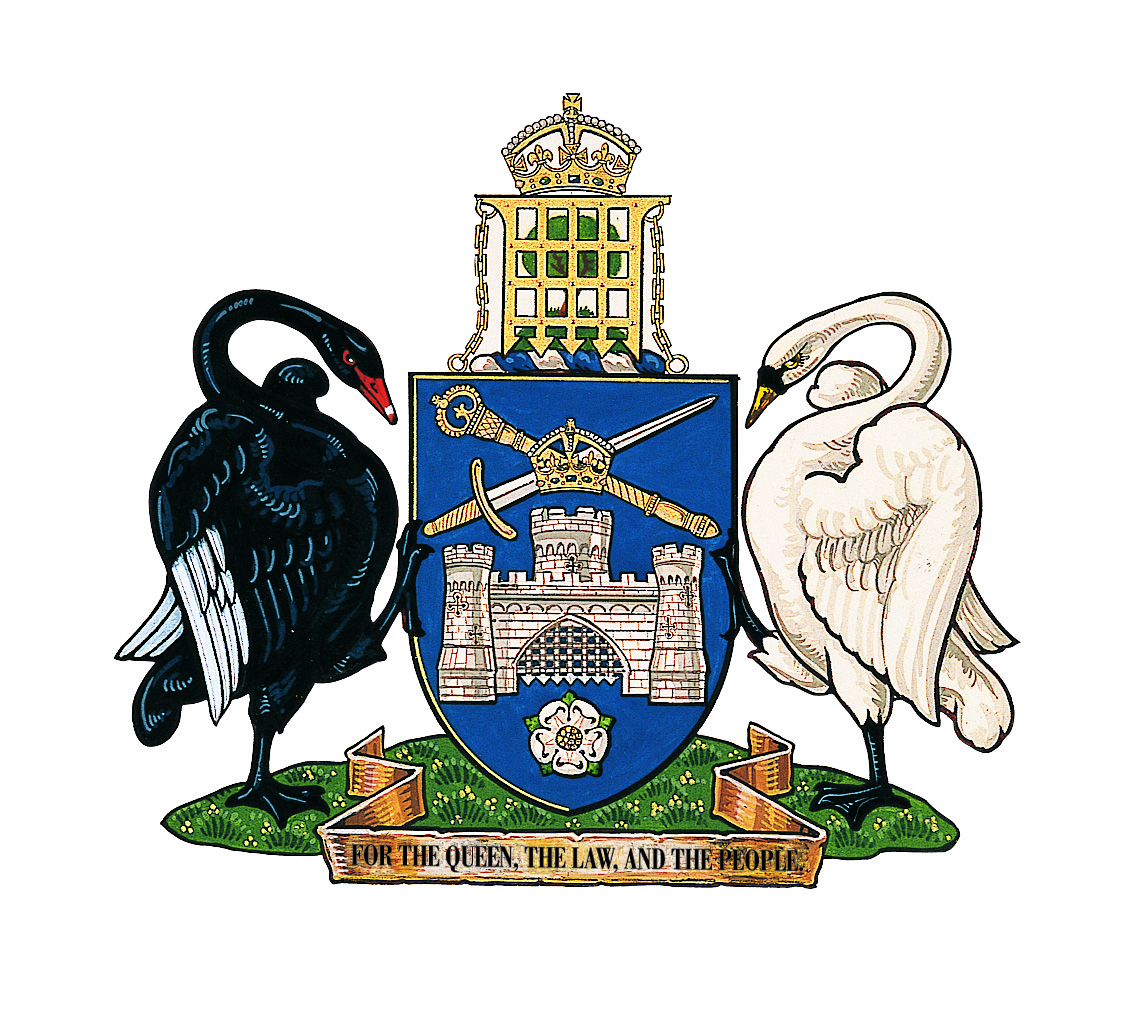 FOR THE QUEEN, THE LAW, AND THE PEOPLE.